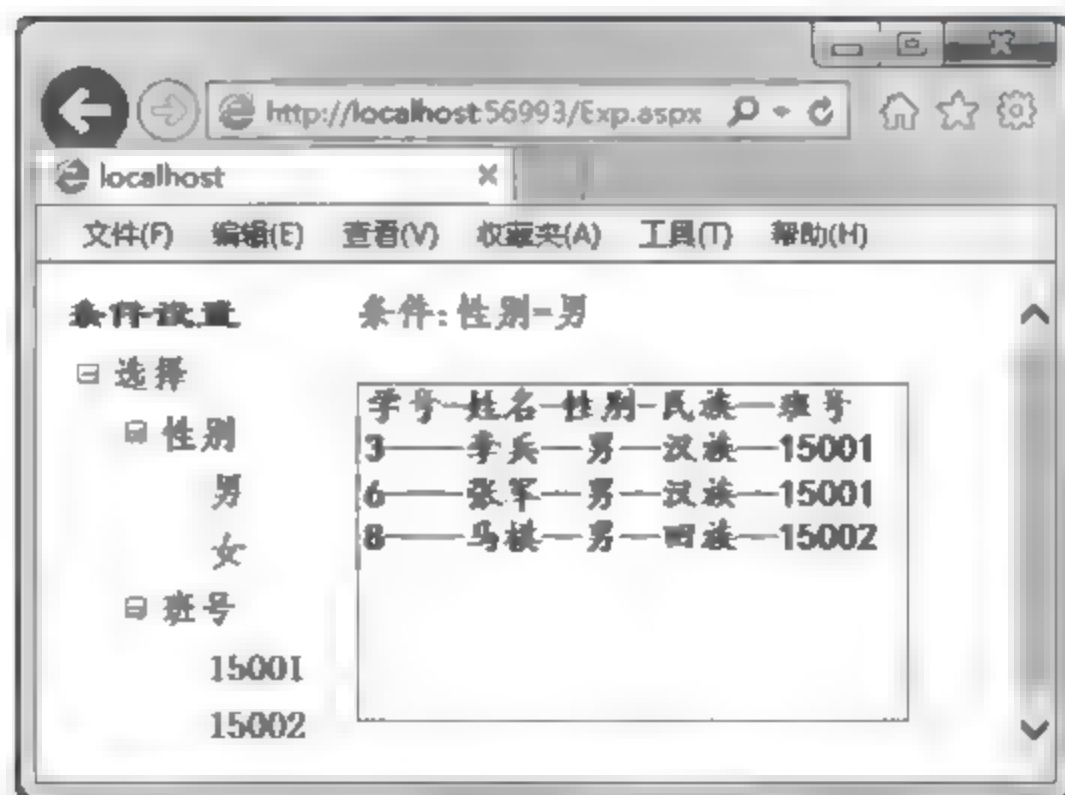 http://localhost:56993/Exp.aspx
localhost
文件(F) 编辑(E) 查看(V) 收藏夹(A) 工具(T) 帮助(H)
条件设置
选择
性别
男
女
班号
15001
15002
条件:性别=男
学号—姓名—性别—民族—班号
3——李兵—男—汉族—15001
6——张军—男—汉族—15001
8——马棋—男—回族—15002